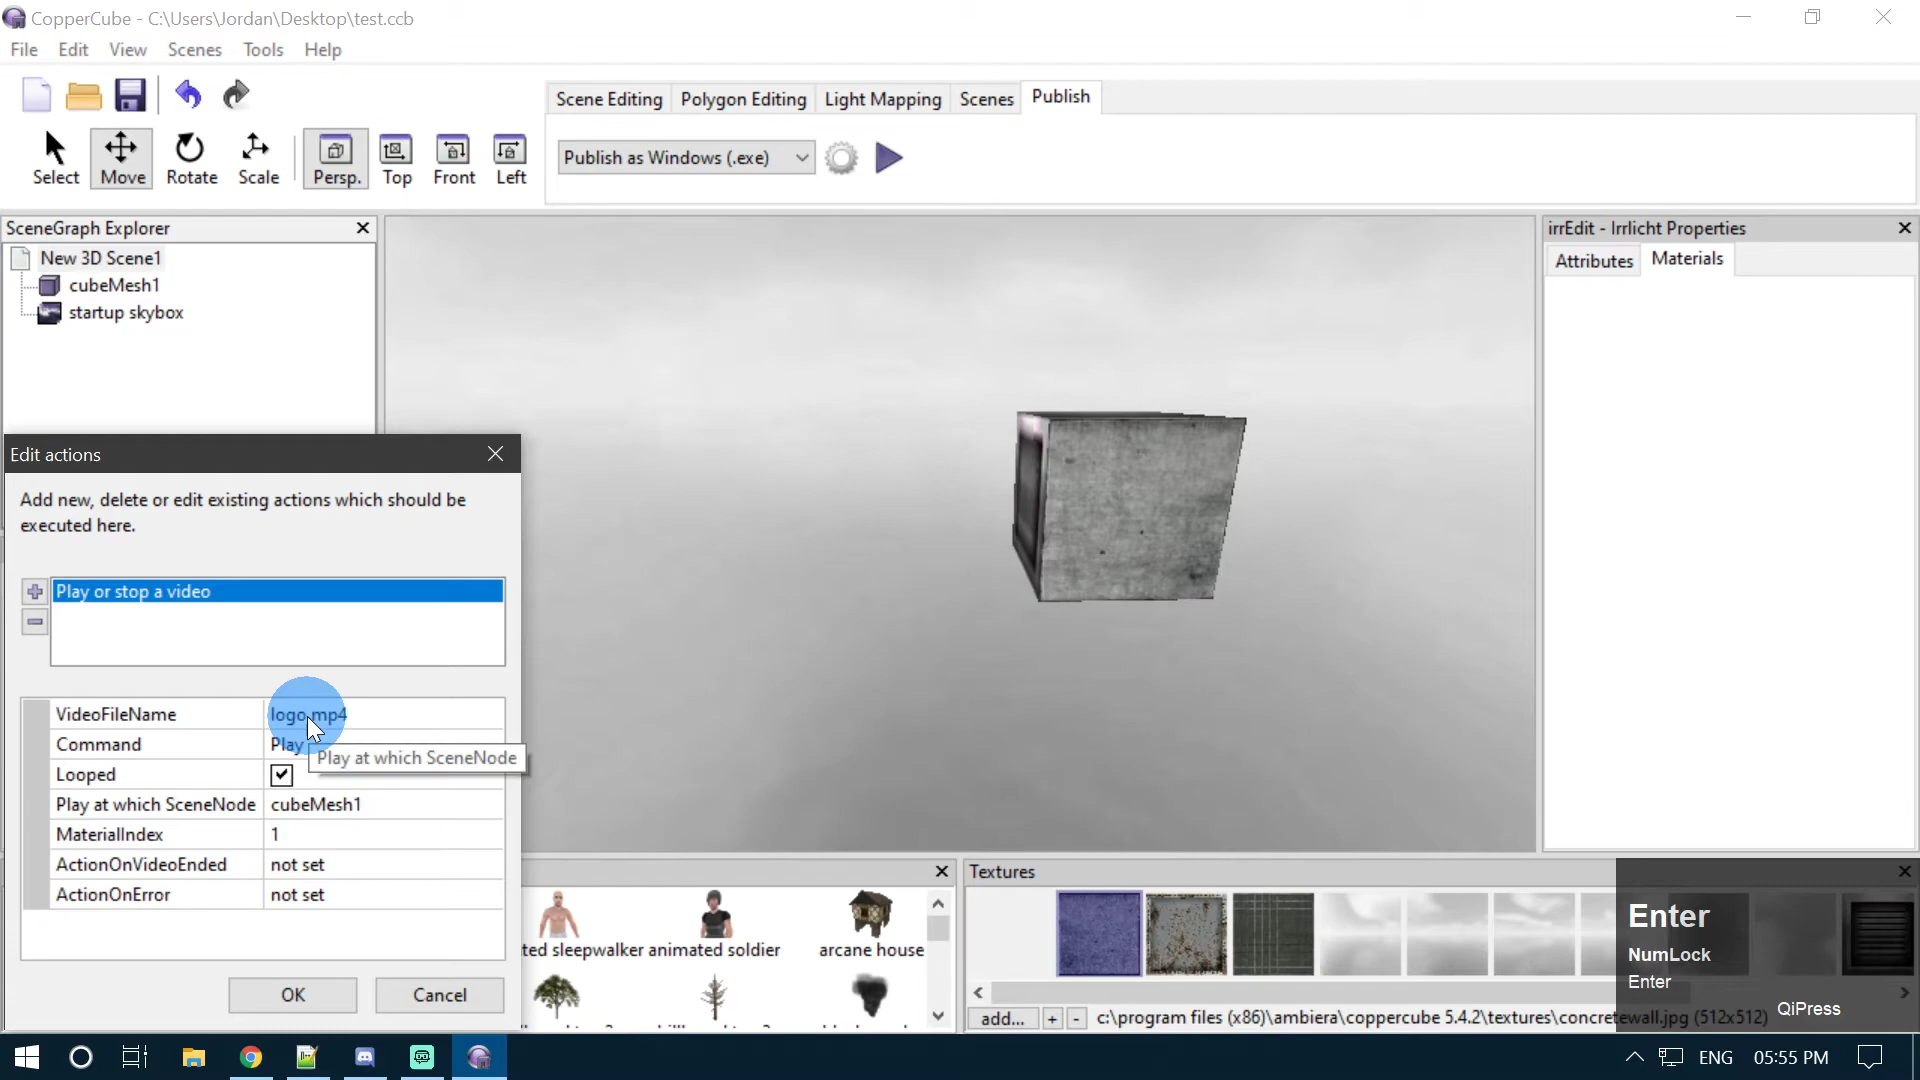 CopperCube - C:\Users\Jordan\Desktop\test.ccb
File Edit View Scenes Tools Help
Scene Editing Polygon Editing Light Mapping Scenes Publish
Publish as Windows (.exe)
Select Move Rotate Scale Persp. Top Front Left
SceneGraph Explorer
New 3D Scene1
cubeMesh1
startup skybox
irrEdit - Irrlicht Properties
Attributes Materials
Edit actions
Add new, delete or edit existing actions which should be
executed here.
Play or stop a video
VideoFileName logo.mp4
Command Play
Play at which SceneNode
Looped
Play at which SceneNode cubeMesh1
MaterialIndex 1
ActionOnVideoEnded not set
ActionOnError not set
OK Cancel
ted sleepwalker animated soldier arcane house
Textures
add... + - c:\program files (x86)\ambiera\coppercube 5.4.2\textures\concretewall.jpg (512x512)
Enter
NumLock
Enter
QiPress
ENG 05:55 PM